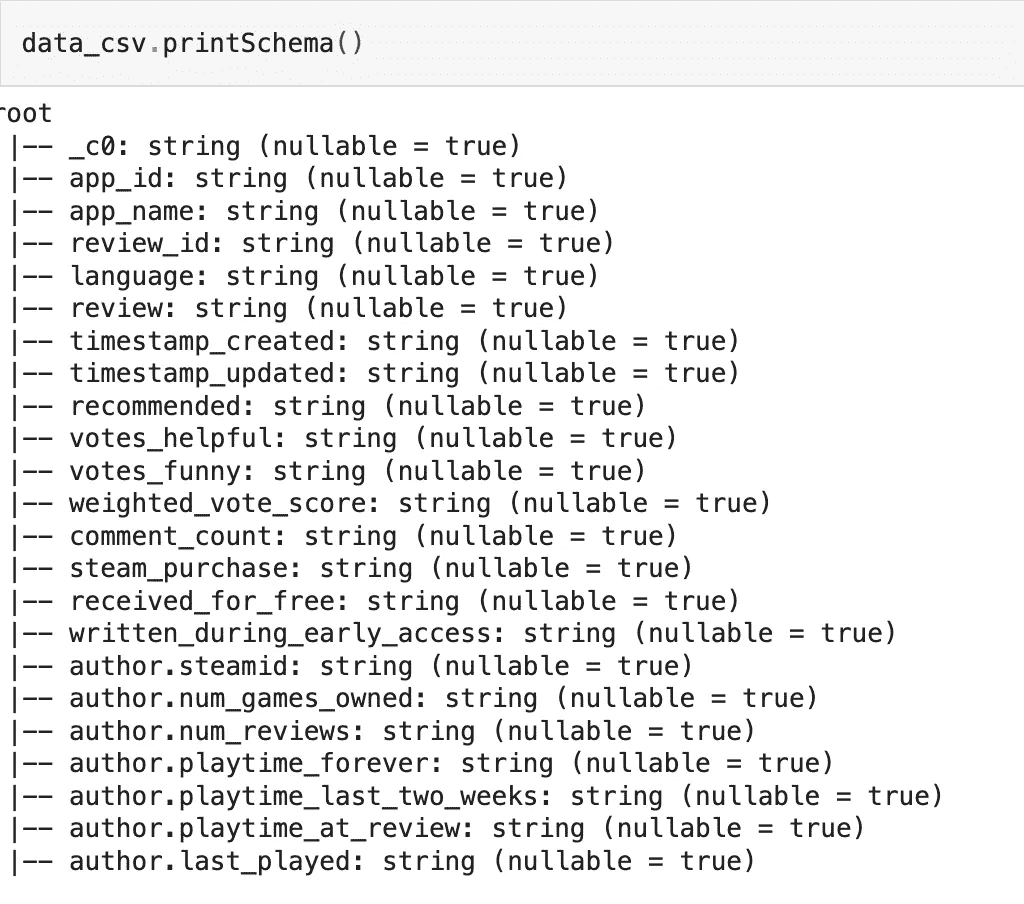 data_csv.printSchema()
root
|-- _c0: string (nullable = true)
|-- app_id: string (nullable = true)
|-- app_name: string (nullable = true)
|-- review_id: string (nullable = true)
|-- language: string (nullable = true)
|-- review: string (nullable = true)
|-- timestamp_created: string (nullable = true)
|-- timestamp_updated: string (nullable = true)
|-- recommended: string (nullable = true)
|-- votes_helpful: string (nullable = true)
|-- votes_funny: string (nullable = true)
|-- weighted_vote_score: string (nullable = true)
|-- comment_count: string (nullable = true)
|-- steam_purchase: string (nullable = true)
|-- received_for_free: string (nullable = true)
|-- written_during_early_access: string (nullable = true)
|-- author.steamid: string (nullable = true)
|-- author.num_games_owned: string (nullable = true)
|-- author.num_reviews: string (nullable = true)
|-- author.playtime_forever: string (nullable = true)
|-- author.playtime_last_two_weeks: string (nullable = true)
|-- author.playtime_at_review: string (nullable = true)
|-- author.last_played: string (nullable = true)